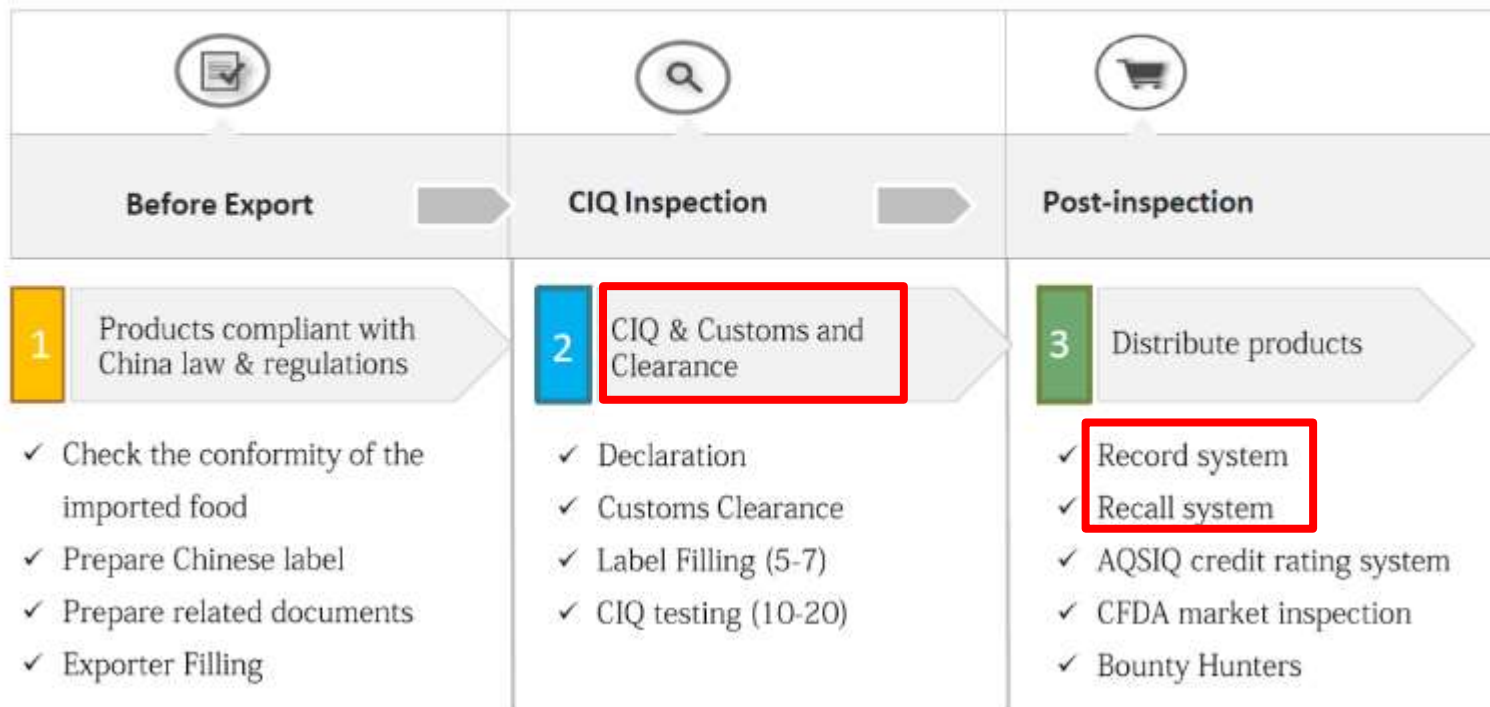 Before Export
CIQ Inspection
Post-inspection
1
Products compliant with
China law & regulations
✓ Check the conformity of the
imported food
✓ Prepare Chinese label
✓ Prepare related documents
✓ Exporter Filling
2
CIQ & Customs and
Clearance
✓ Declaration
✓ Customs Clearance
✓ Label Filling (5-7)
✓ CIQ testing (10-20)
3
Distribute products
✓ Record system
✓ Recall system
✓ AQSIQ credit rating system
✓ CFDA market inspection
✓ Bounty Hunters